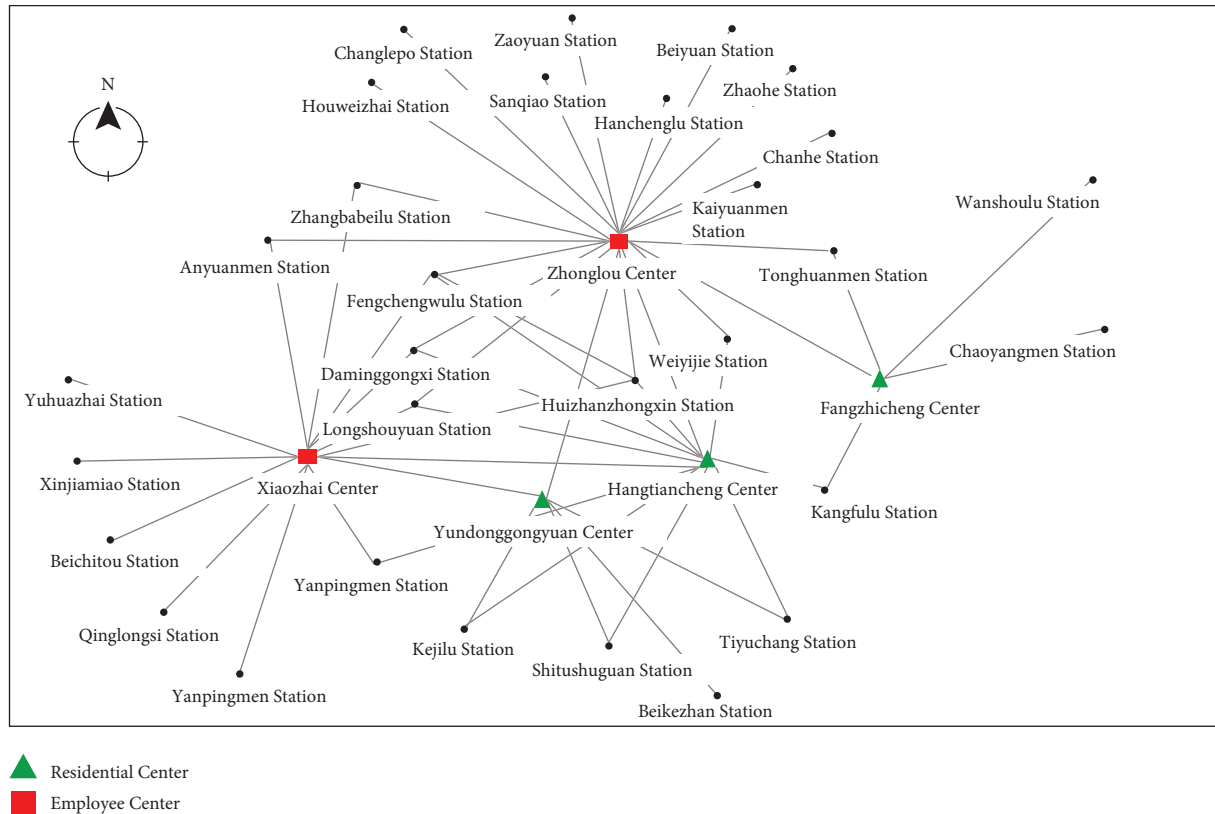 Zaoyuan Station
Changlepo Station
Beiyuan Station
N
Zhaohe Station
Houweizhai Station
Sanqiao Station
Hanchenglu Station
Chanhe Station
Wanshoulu Station
Zhangbabeilu Station
Kaiyuanmen
Station
Anyuanmen Station
Zhonglou Center
Tonghuanmen Station
Fengchengwulu Station
Chaoyangmen Station
Weiyijie Station
Daminggongxi Station
Yuhuazhai Station
Huizhanzhongxin Station
Fangzhicheng Center
Longshouyuan Station
Xinjiamiao Station
Xiaozhai Center
Hangtiancheng Center
Kangfulu Station
Yundonggongyuan Center
Beichitou Station
Yanpingmen Station
Qinglongsi Station
Kejilu Station
Tiyuchang Station
Shitushuguan Station
Yanpingmen Station
Beikezhan Station
Residential Center
Employee Center